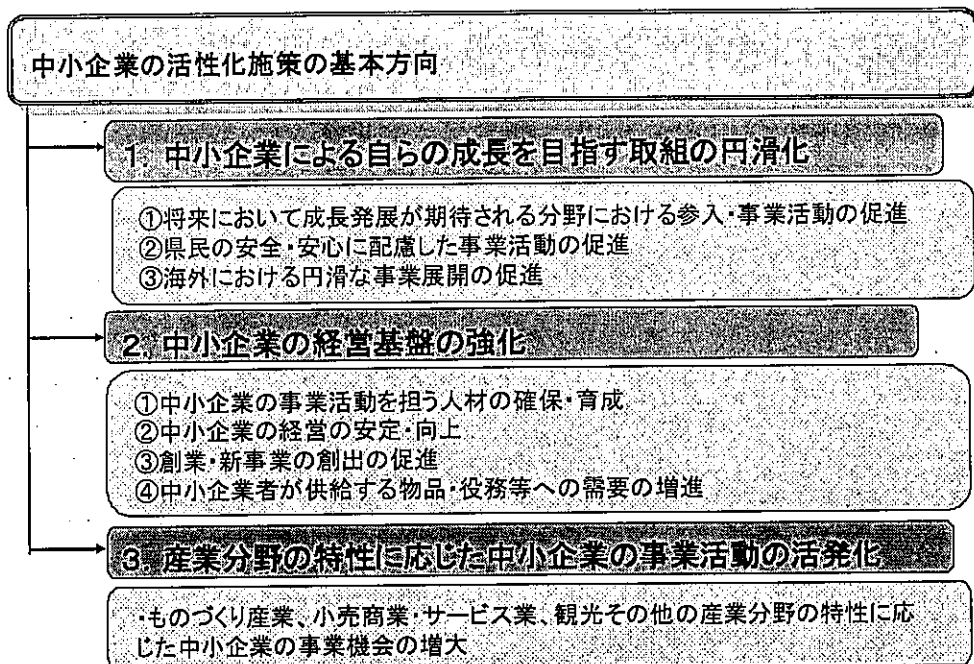 中小企業の活性化施策の基本方向
1. 中小企業による自らの成長を目指す取組の円滑化
①将来において成長発展が期待される分野における参入・事業活動の促進
②県民の安全・安心に配慮した事業活動の促進
③海外における円滑な事業展開の促進
2. 中小企業の経営基盤の強化
①中小企業の事業活動を担う人材の確保・育成
②中小企業の経営の安定・向上
③創業・新事業の創出の促進
④中小企業者が供給する物品・役務等への需要の増進
3. 産業分野の特性に応じた中小企業の事業活動の活発化
・ものづくり産業、小売商業・サービス業、観光その他の産業分野の特性に応
じた中小企業の事業機会の増大